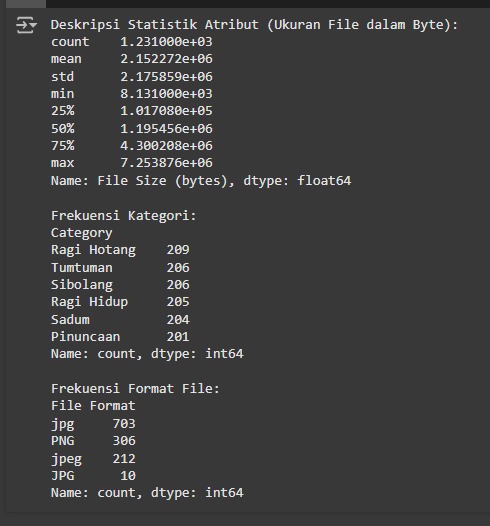 Deskripsi Statistik Atribut (Ukuran File dalam Byte):
count    1.231000e+03
mean     2.152272e+06
std      2.175859e+06
min      8.131000e+03
25%      1.017080e+05
50%      1.195456e+06
75%      4.300208e+06
max      7.253876e+06
Name: File Size (bytes), dtype: float64
Frekuensi Kategori:
Category
Ragi Hotang    209
Tumtuman       206
Sibolang       206
Ragi Hidup     205
Sadum          204
Pinuncaan      201
Name: count, dtype: int64
Frekuensi Format File:
File Format
jpg     703
PNG     306
jpeg    212
JPG      10
Name: count, dtype: int64